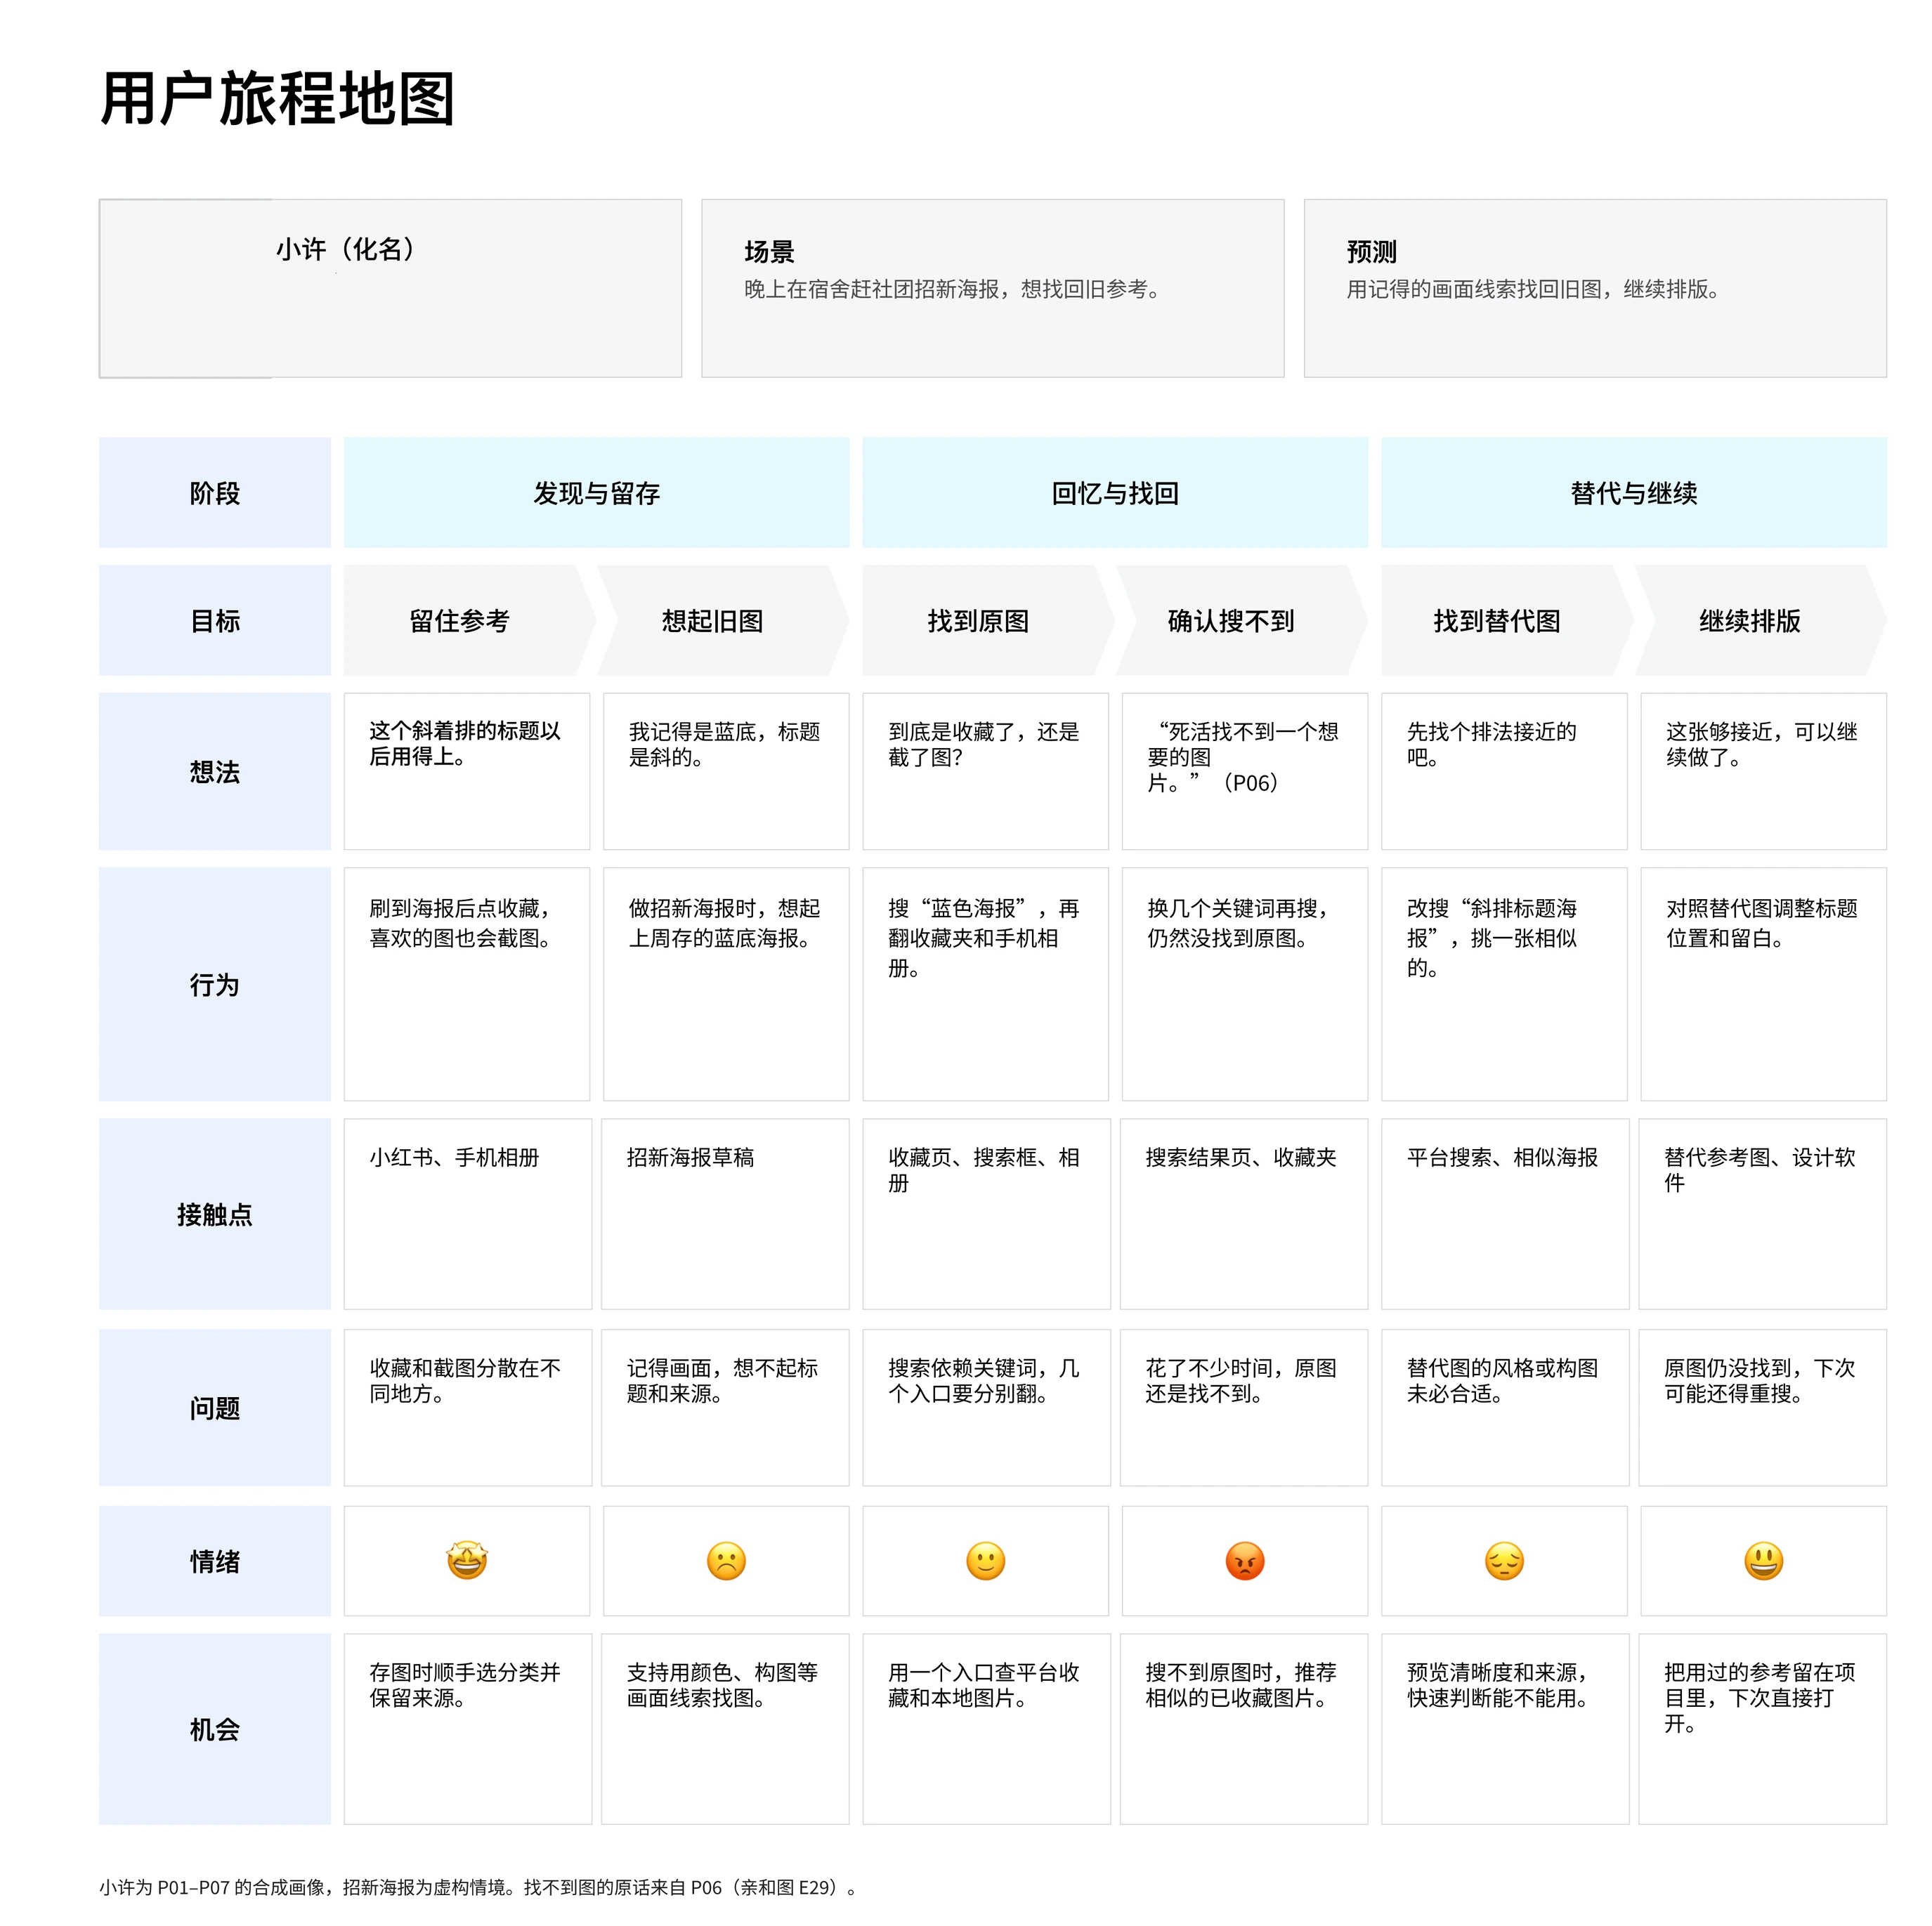 用户旅程地图
小许（化名）
场景
晚上在宿舍赶社团招新海报，想找回旧参考。
预测
用记得的画面线索找回旧图，继续排版。
阶段
发现与留存
回忆与找回
替代与继续
目标
留住参考
想起旧图
找到原图
确认搜不到
找到替代图
继续排版
想法
这个斜着排的标题以
后用得上。
我记得是蓝底，标题
是斜的。
到底是收藏了，还是
截了图？
“死活找不到一个想
要的图
片。”（P06）
先找个排法接近的
吧。
这张够接近，可以继
续做了。
行为
刷到海报后点收藏，
喜欢的图也会截图。
做招新海报时，想起
上周存的蓝底海报。
搜“蓝色海报”，再
翻收藏夹和手机相
册。
换几个关键词再搜，
仍然没找到原图。
改搜“斜排标题海
报”，挑一张相似
的。
对照替代图调整标题
位置和留白。
接触点
小红书、手机相册
招新海报草稿
收藏页、搜索框、相
册
搜索结果页、收藏夹
平台搜索、相似海报
替代参考图、设计软
件
问题
收藏和截图分散在不
同地方。
记得画面，想不起标
题和来源。
搜索依赖关键词，几
个入口要分别翻。
花了不少时间，原图
还是找不到。
替代图的风格或构图
未必合适。
原图仍没找到，下次
可能还得重搜。
情绪
机会
存图时顺手选分类并
保留来源。
支持用颜色、构图等
画面线索找图。
用一个入口查平台收
藏和本地图片。
搜不到原图时，推荐
相似的已收藏图片。
预览清晰度和来源，
快速判断能不能用。
把用过的参考留在项
目里，下次直接打
开。
小许为 P01–P07 的合成画像，招新海报为虚构情境。找不到图的原话来自 P06（亲和图 E29）。